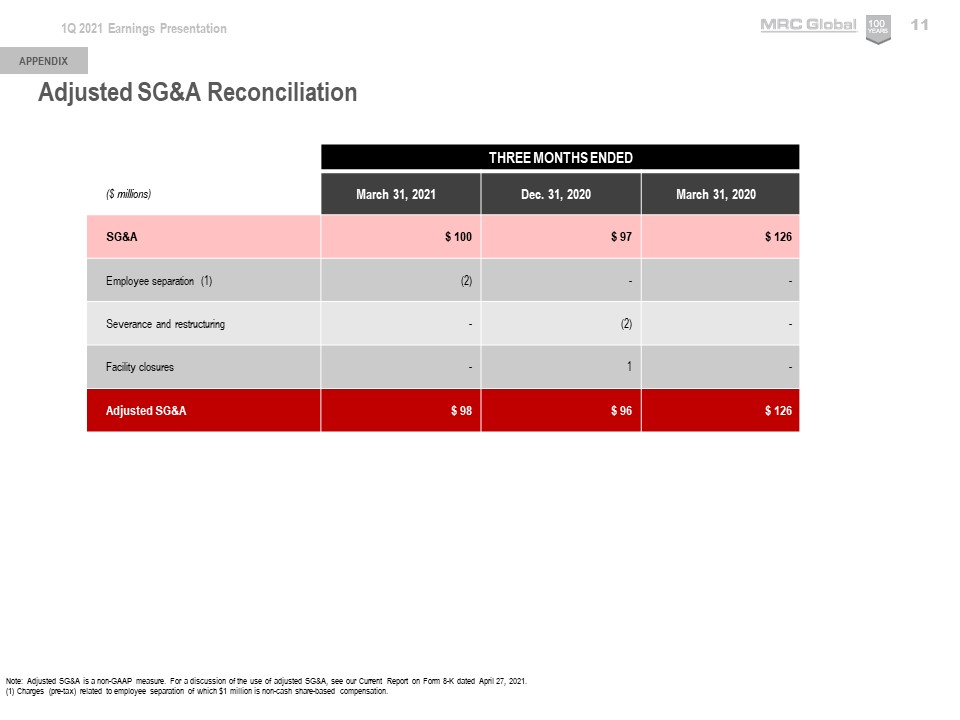 1Q 2021 Earnings Presentation
MRC Global
100
YEARS
11
APPENDIX
Adjusted SG&A Reconciliation
THREE MONTHS ENDED
($ millions) March 31, 2021 Dec. 31, 2020 March 31, 2020
SG&A $ 100 $ 97 $ 126
Employee separation (1) (2) - -
Severance and restructuring - (2) -
Facility closures - 1 -
Adjusted SG&A $ 98 $ 96 $ 126
Note: Adjusted SG&A is a non-GAAP measure. For a discussion of the use of adjusted SG&A, see our Current Report on Form 8-K dated April 27, 2021.
(1) Charges (pre-tax) related to employee separation of which $1 million is non-cash share-based compensation.